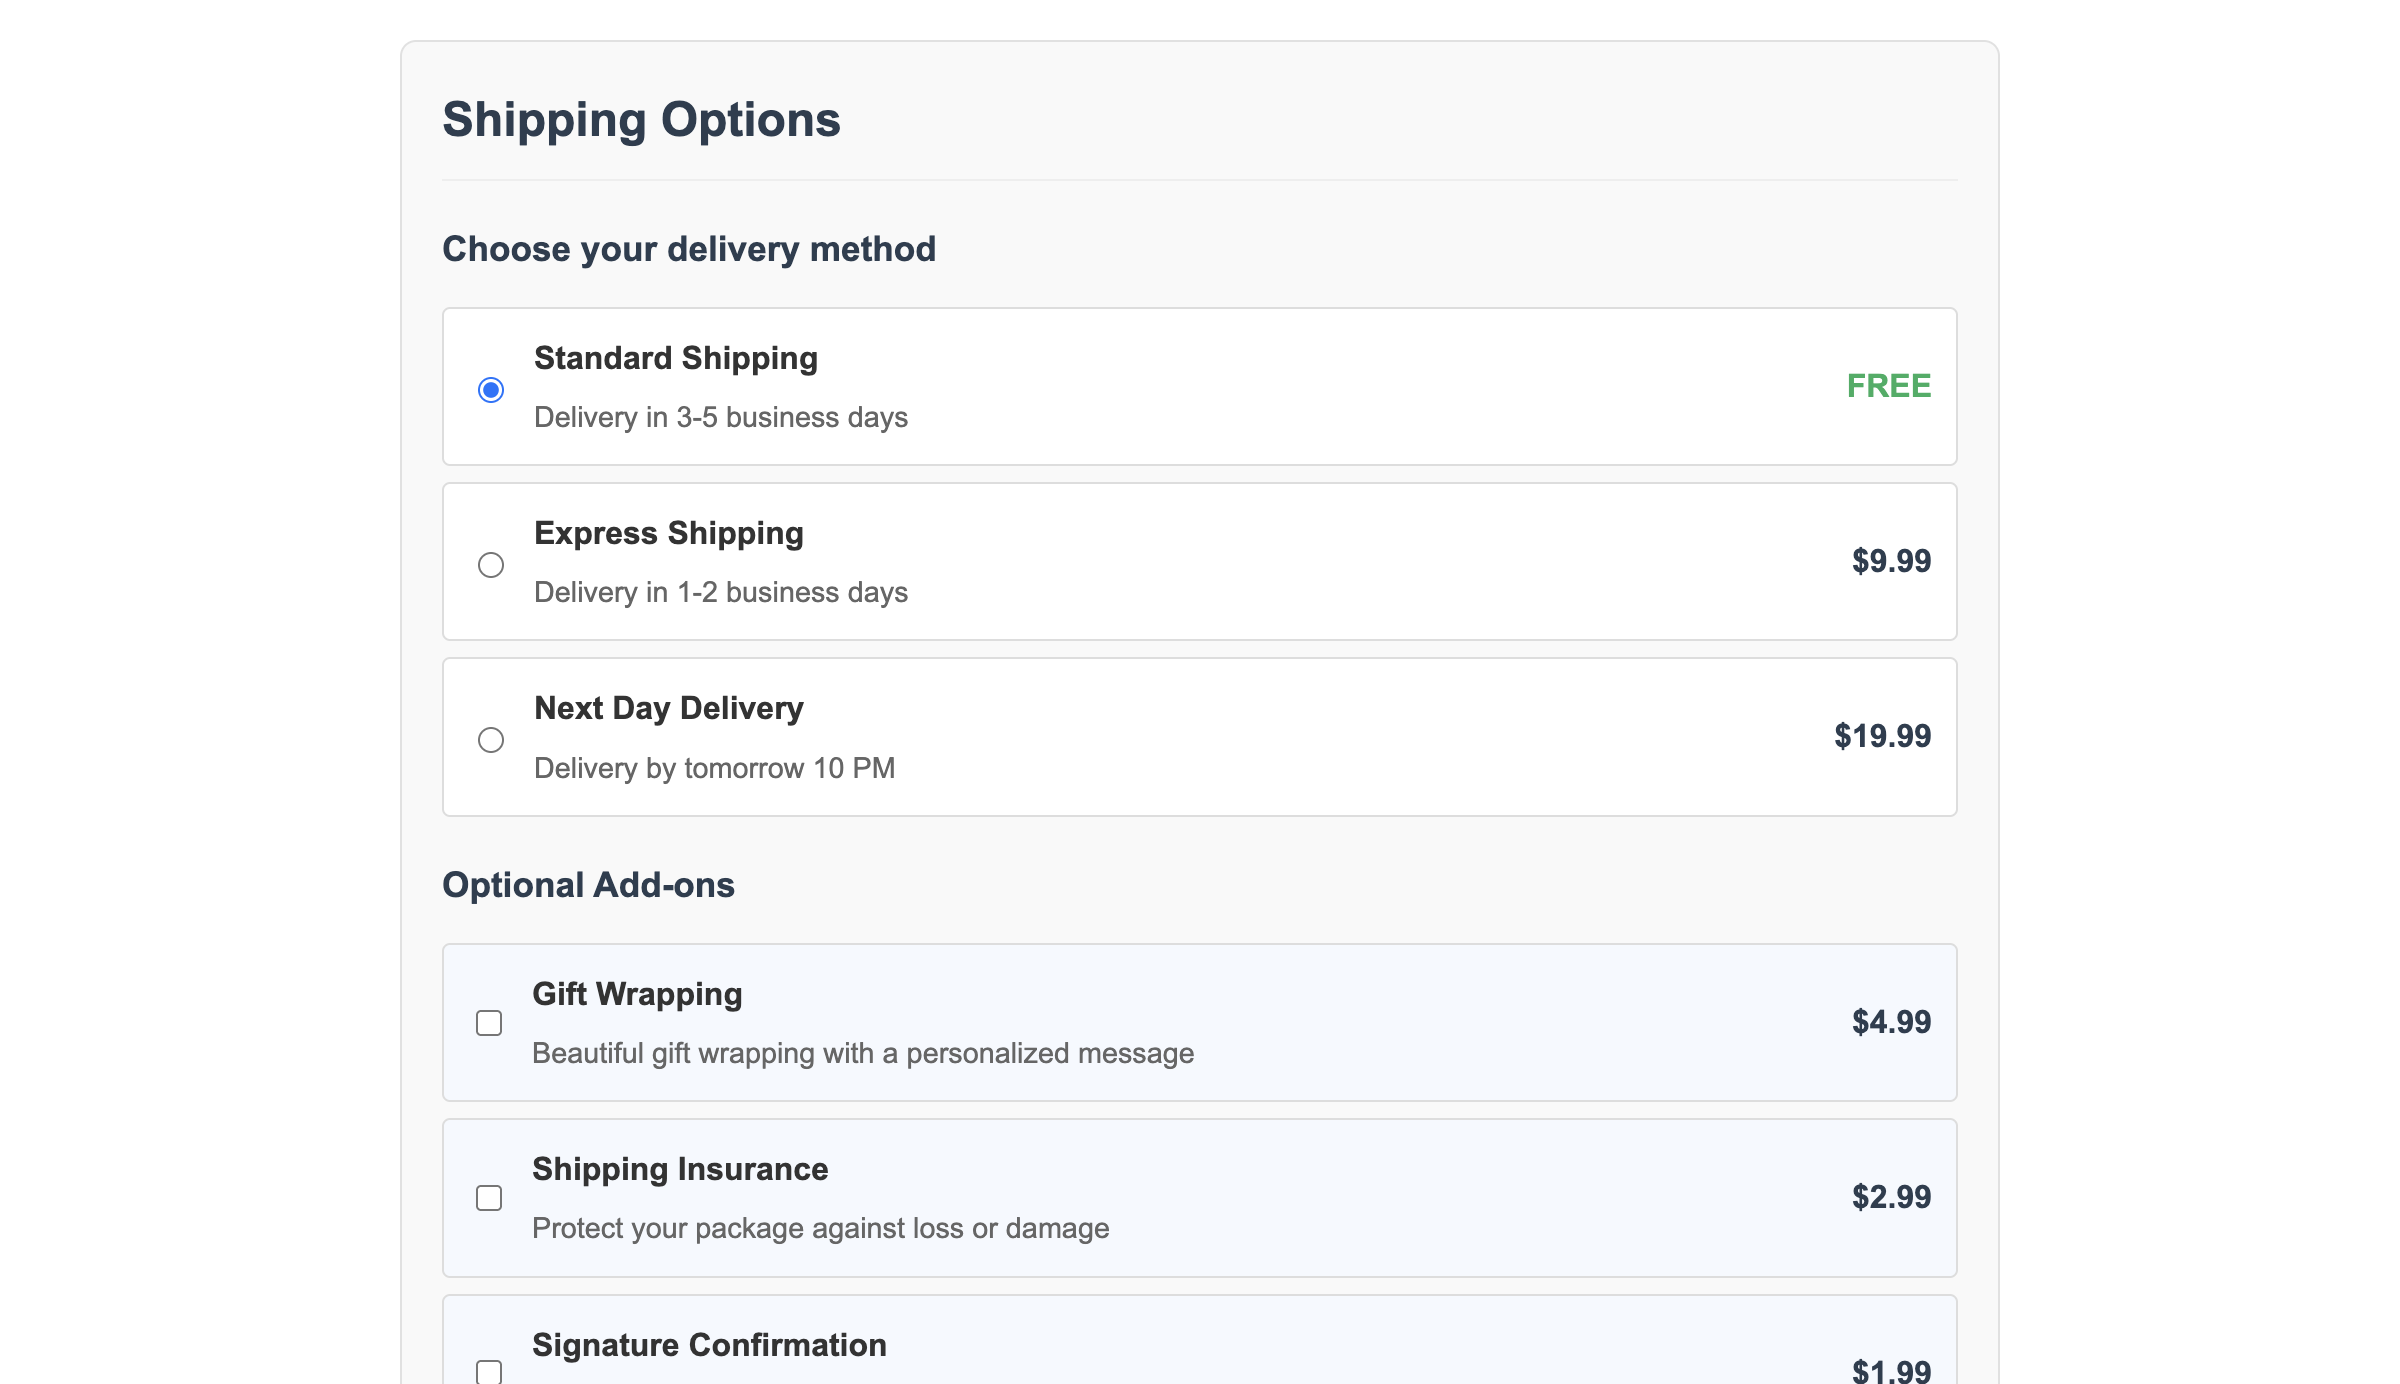 Shipping Options
Choose your delivery method
Standard Shipping
FREE
Delivery in 3-5 business days
Express Shipping
$9.99
Delivery in 1-2 business days
Next Day Delivery
$19.99
Delivery by tomorrow 10 PM
Optional Add-ons
Gift Wrapping
$4.99
Beautiful gift wrapping with a personalized message
Shipping Insurance
$2.99
Protect your package against loss or damage
Signature Confirmation
$1.99